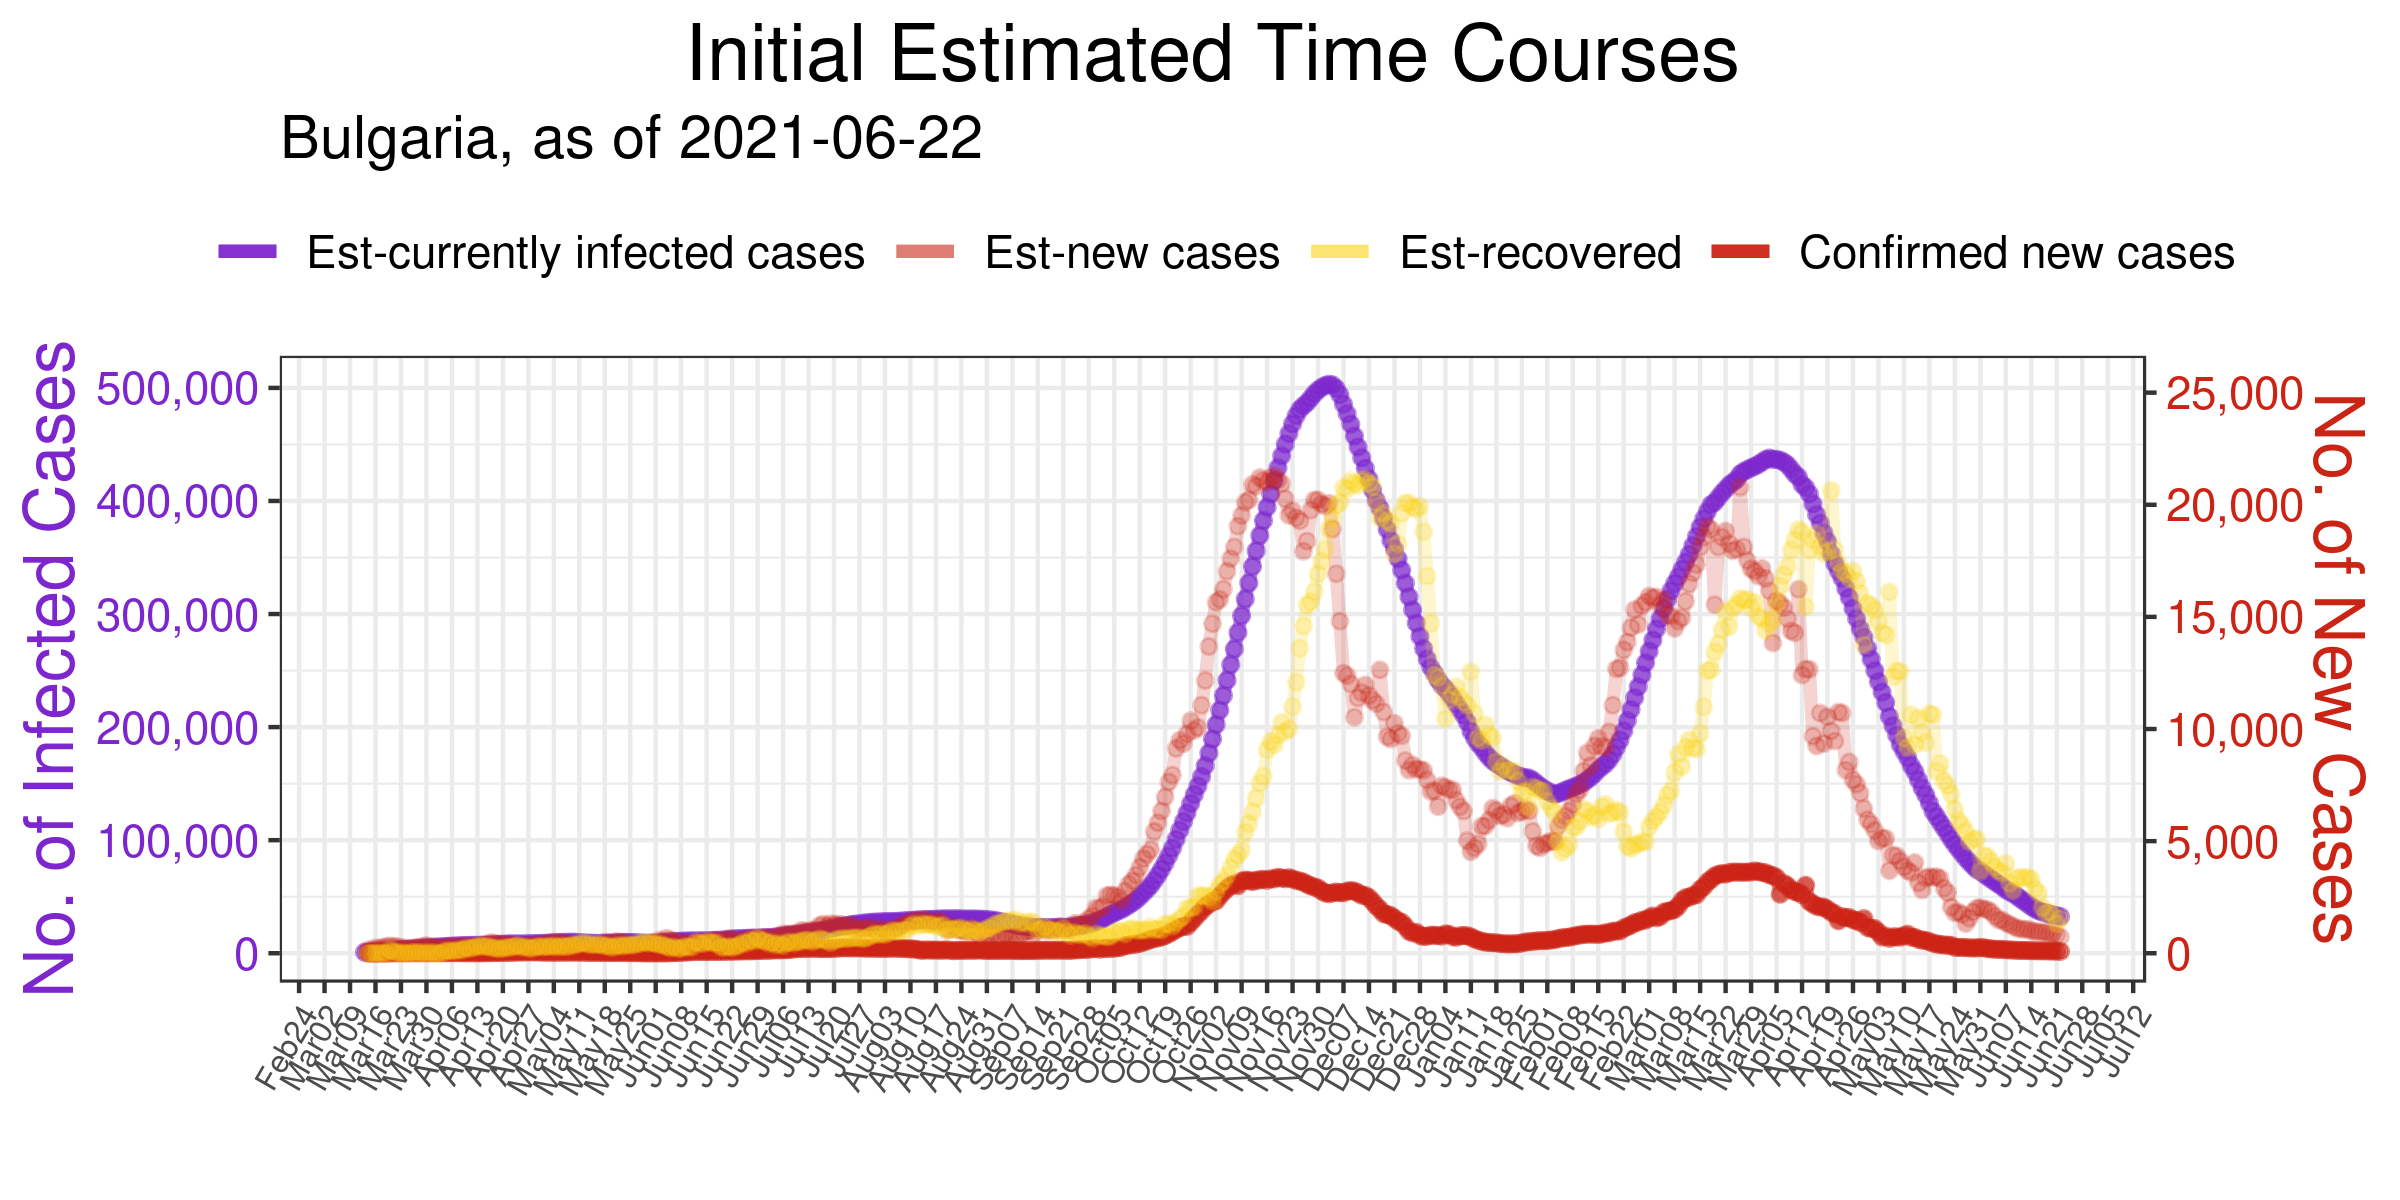 Initial Estimated Time Courses
Bulgaria, as of 2021-06-22
Est-currently infected cases Est-new cases Est-recovered Confirmed new cases
No. of Infected Cases
500,000
400,000
300,000
200,000
100,000
0
25,000
20,000
15,000
10,000
5,000
0
No. of New Cases
Feb24 Mar02 Mar09 Mar16 Mar23 Mar30 Apr06 Apr13 Apr20 Apr27 May04 May11 May18 May25 Jun01 Jun08 Jun15 Jun22 Jun29 Jul06 Jul13 Jul20 Jul27 Aug03 Aug10 Aug17 Aug24 Aug31 Sep07 Sep14 Sep21 Sep28 Oct05 Oct12 Oct19 Oct26 Nov02 Nov09 Nov16 Nov23 Nov30 Dec07 Dec14 Dec21 Dec28 Jan04 Jan11 Jan18 Jan25 Feb01 Feb08 Feb15 Feb22 Mar01 Mar08 Mar15 Mar22 Mar29 Apr05 Apr12 Apr19 Apr26 May03 May10 May17 May24 May31 Jun07 Jun14 Jun21 Jun28 Jul05 Jul12